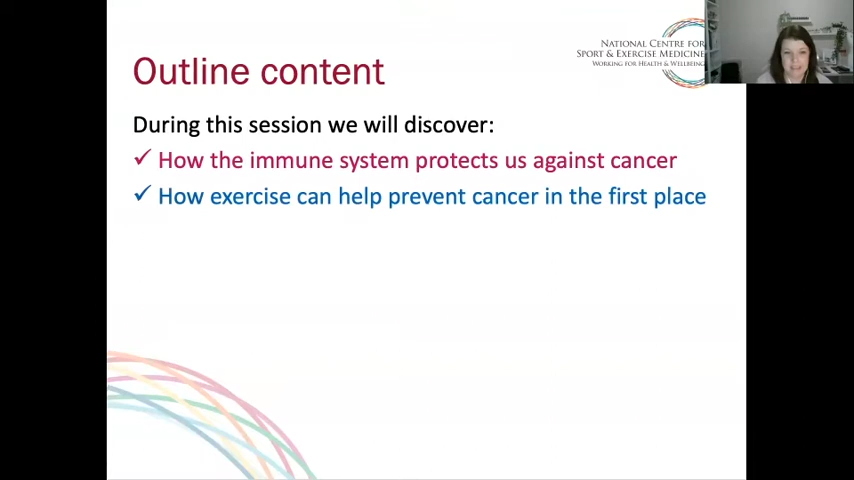 Outline content
NATIONAL CENTRE FOR
SPORT & EXERCISE MEDICINE
WORKING FOR HEALTH & WELLBEING
During this session we will discover:
✓ How the immune system protects us against cancer
✓ How exercise can help prevent cancer in the first place